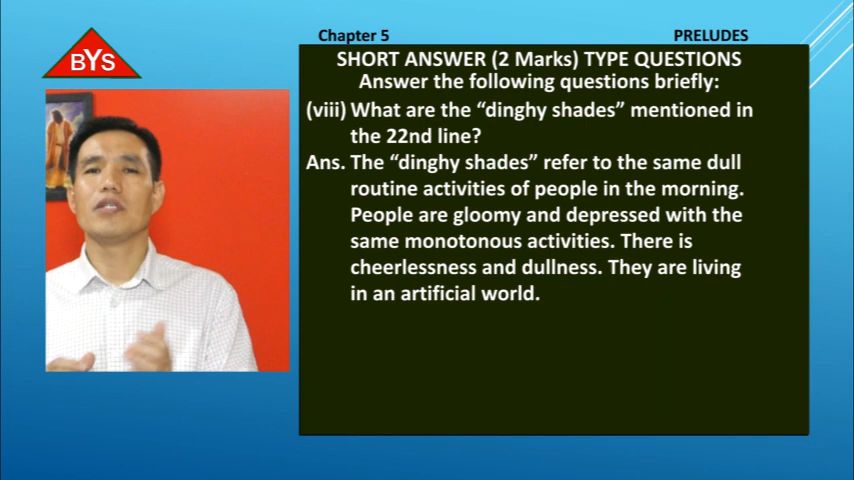 Chapter 5 PRELUDES
BYS
SHORT ANSWER (2 Marks) TYPE QUESTIONS
Answer the following questions briefly:
(viii) What are the “dinghy shades” mentioned in
the 22nd line?
Ans. The “dinghy shades” refer to the same dull
routine activities of people in the morning.
People are gloomy and depressed with the
same monotonous activities. There is
cheerlessness and dullness. They are living
in an artificial world.